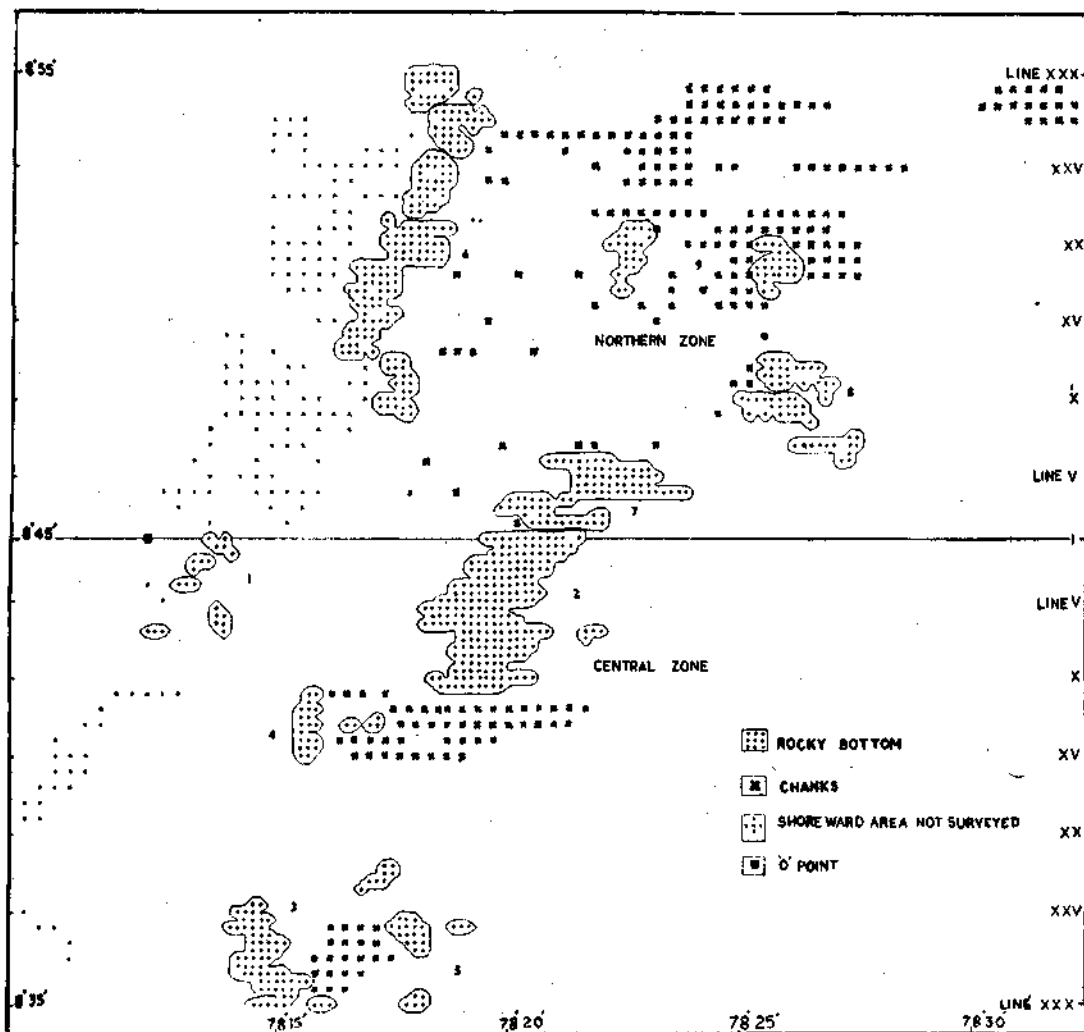 8°55'
LINE XXX
XXV
XX
6
9
XV
NORTHERN ZONE
X
8
LINE V
7
8°45'
I
1
2
LINE V
CENTRAL ZONE
X
4
ROCKY BOTTOM
XV
CHANKS
SHOREWARD AREA NOT SURVEYED
XX
O' POINT
3
XXV
5
8°35'
LINE XXX
78°15'
78°20'
78°25'
78°30'